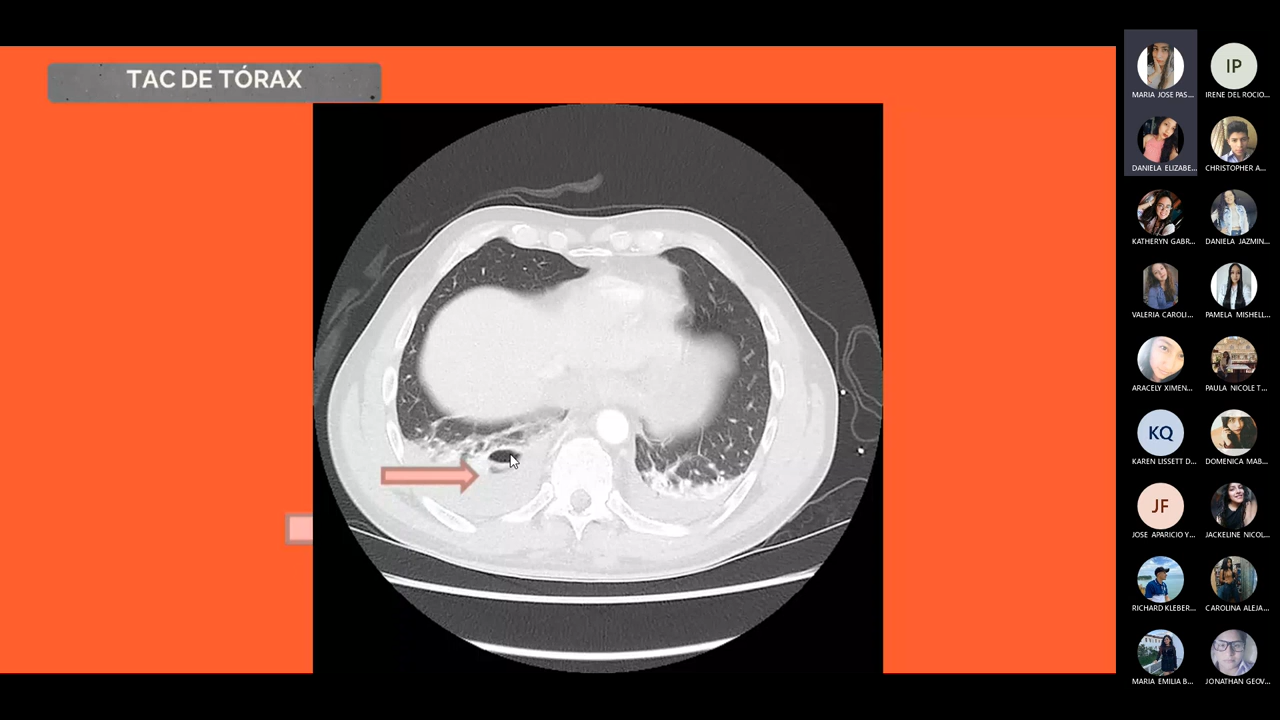 TAC DE TÓRAX
MARIA JOSE PAS...
IRENE DEL ROCIO...
IP
DANIELA ELIZABE...
CHRISTOPHER A...
KATHERYN GABR...
DANIELA JAZMIN...
VALERIA CAROLI...
PAMELA MISHELL...
ARACELY XIMEN...
PAULA NICOLE T...
KQ
KAREN LISSETT D...
DOMENICA MAB...
JF
JOSE APARICIO Y...
JACKELINE NICOL...
RICHARD KLEBER...
CAROLINA ALEJA...
MARIA EMILIA B...
JONATHAN GEOV...